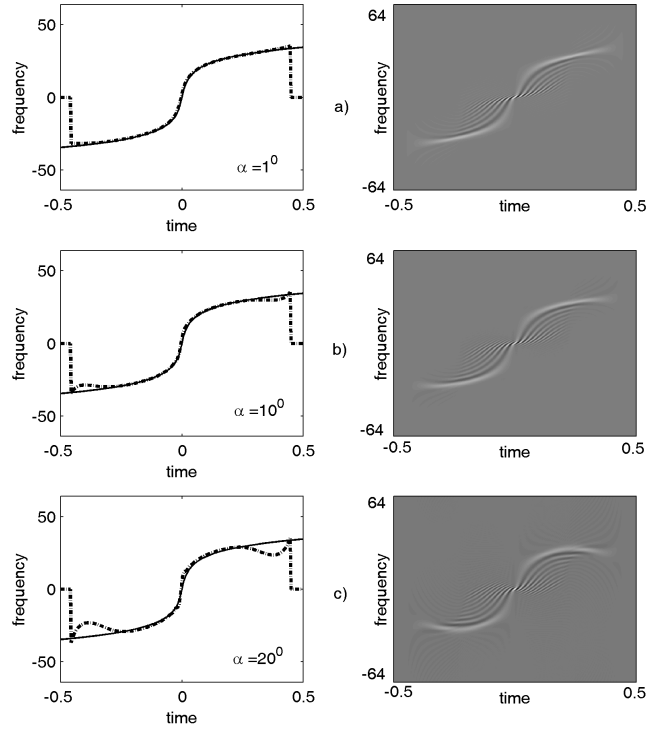 50
0
-50
frequency
-0.5
0
0.5
time
α =1⁰
a)
64
-64
frequency
-0.5
0.5
time
50
0
-50
frequency
-0.5
0
0.5
time
α =10⁰
b)
64
-64
frequency
-0.5
0.5
time
50
0
-50
frequency
-0.5
0
0.5
time
α =20⁰
c)
64
-64
frequency
-0.5
0.5
time